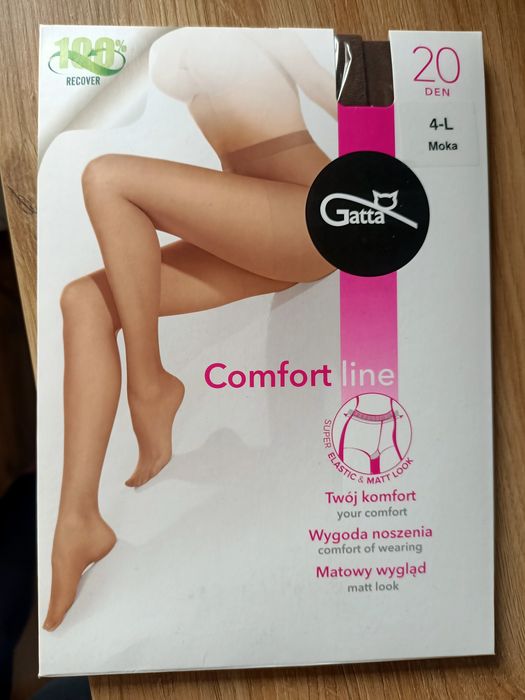 100%
RECOVER
20
DEN
4-L
Moka
Gatta
Comfort line
SUPER ELASTIC & MATT LOOK
Twój komfort
your comfort
Wygoda noszenia
comfort of wearing
Matowy wygląd
matt look